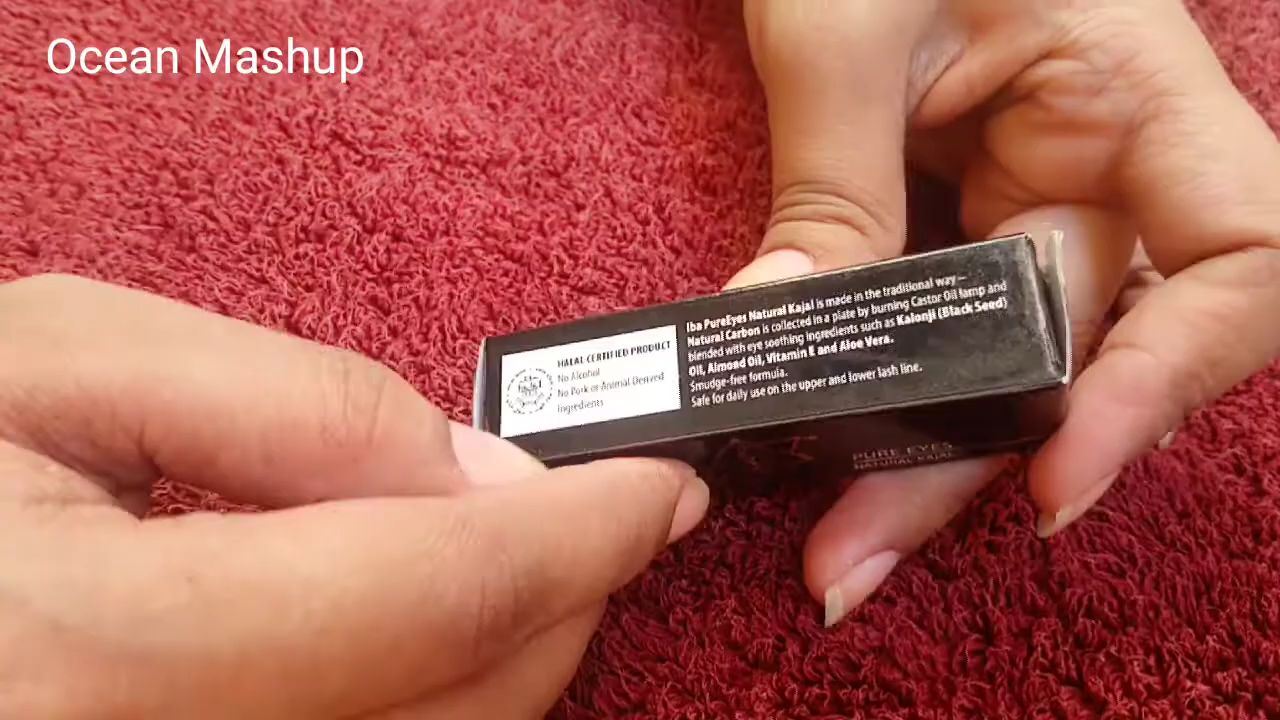 Ocean Mashup
HALAL CERTIFIED PRODUCT
No Alcohol
No Pork or Animal Derived
Ingredients
Iba PureEyes Natural Kajal is made in the traditional way –
Natural Carbon is collected in a plate by burning Castor Oil lamp and
blended with eye soothing ingredients such as Kalonji (Black Seed)
Oil, Almond Oil, Vitamin E and Aloe Vera.
Smudge-free formula.
Safe for daily use on the upper and lower lash line.
PURE EYES
NATURAL KAJAL